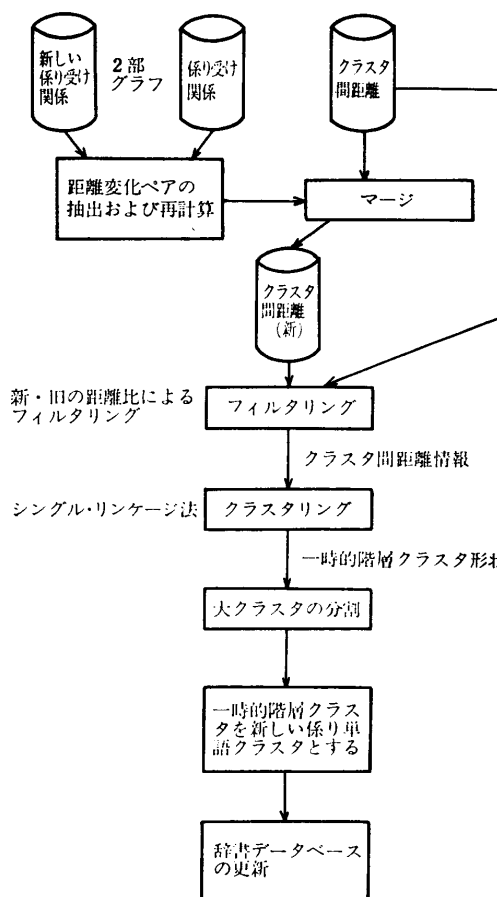 新しい
係り受け
関係
2部
グラフ
係り受け
関係
クラスタ
間距離
距離変化ペアの
抽出および再計算
マージ
クラスタ
間距離
(新)
新・旧の距離比による
フィルタリング
フィルタリング
クラスタ間距離情報
シングル・リンケージ法
クラスタリング
一時的階層クラスタ形状
大クラスタの分割
一時的階層クラス
タを新しい係り単
語クラスタとする
辞書データベース
の更新